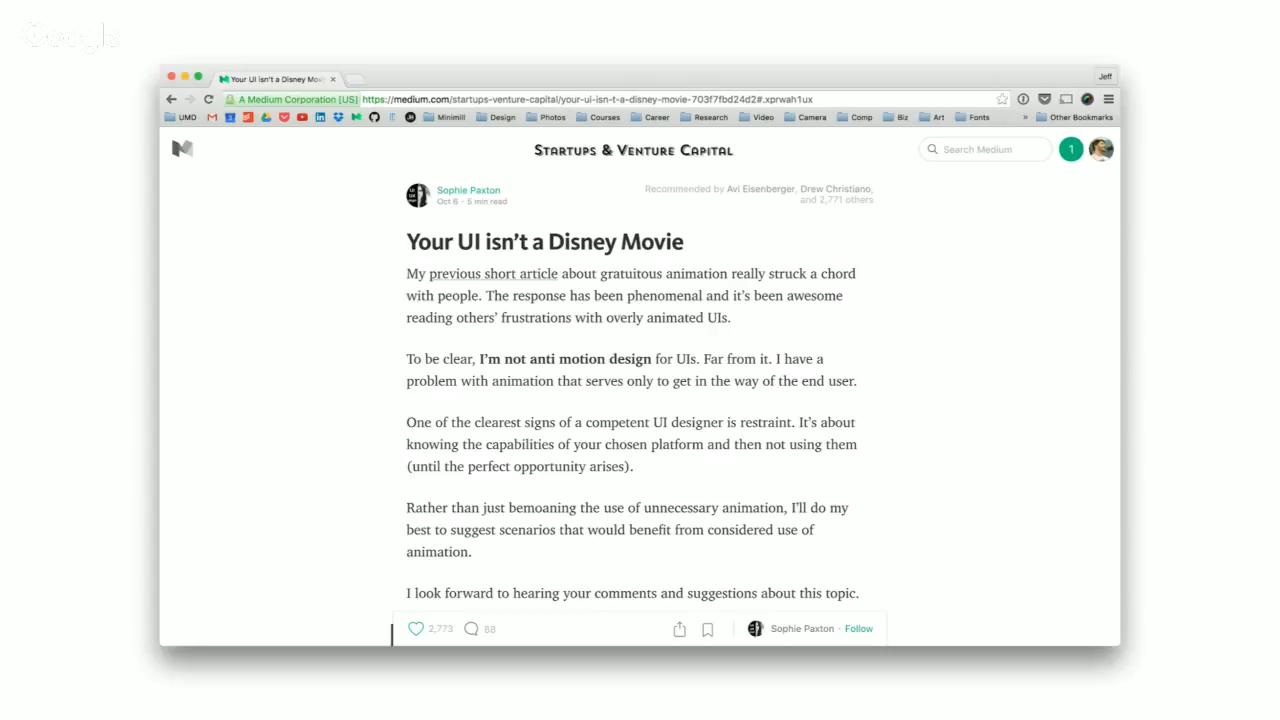 Google
Your UI isn't a Disney Mov
Jeff
A Medium Corporation [US] https://medium.com/startups-venture-capital/your-ui-isn-t-a-disney-movie-703f7fbd24d2#.xprwah1ux
UMD Minimill Design Photos Courses Career Research Video Camera Comp Biz Art Fonts » Other Bookmarks
Startups & Venture Capital
Search Medium
1
Sophie Paxton
Oct 6 · 5 min read
Recommended by Avi Eisenberger, Drew Christiano,
and 2,771 others
Your UI isn’t a Disney Movie
My previous short article about gratuitous animation really struck a chord
with people. The response has been phenomenal and it’s been awesome
reading others’ frustrations with overly animated UIs.
To be clear, I’m not anti motion design for UIs. Far from it. I have a
problem with animation that serves only to get in the way of the end user.
One of the clearest signs of a competent UI designer is restraint. It’s about
knowing the capabilities of your chosen platform and then not using them
(until the perfect opportunity arises).
Rather than just bemoaning the use of unnecessary animation, I’ll do my
best to suggest scenarios that would benefit from considered use of
animation.
I look forward to hearing your comments and suggestions about this topic.
2,773 88 Sophie Paxton · Follow